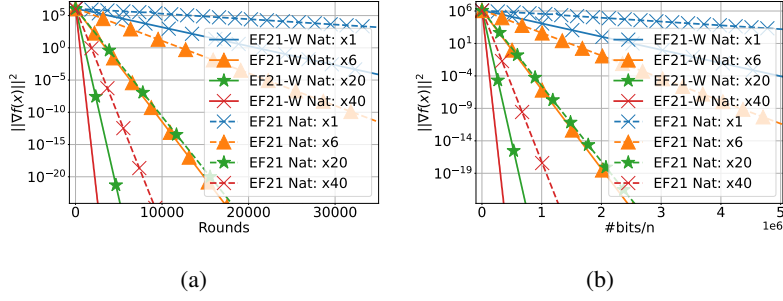 10^5
10^0
10^-5
10^-10
10^-15
10^-20
||∇f(x)||^2
0 10000 20000 30000
Rounds
EF21-W Nat: x1
EF21-W Nat: x6
EF21-W Nat: x20
EF21-W Nat: x40
EF21 Nat: x1
EF21 Nat: x6
EF21 Nat: x20
EF21 Nat: x40
(a)
10^6
10^1
10^-4
10^-9
10^-14
10^-19
||∇f(x)||^2
0 1 2 3 4 5
1e6
#bits/n
EF21-W Nat: x1
EF21-W Nat: x6
EF21-W Nat: x20
EF21-W Nat: x40
EF21 Nat: x1
EF21 Nat: x6
EF21 Nat: x20
EF21 Nat: x40
(b)